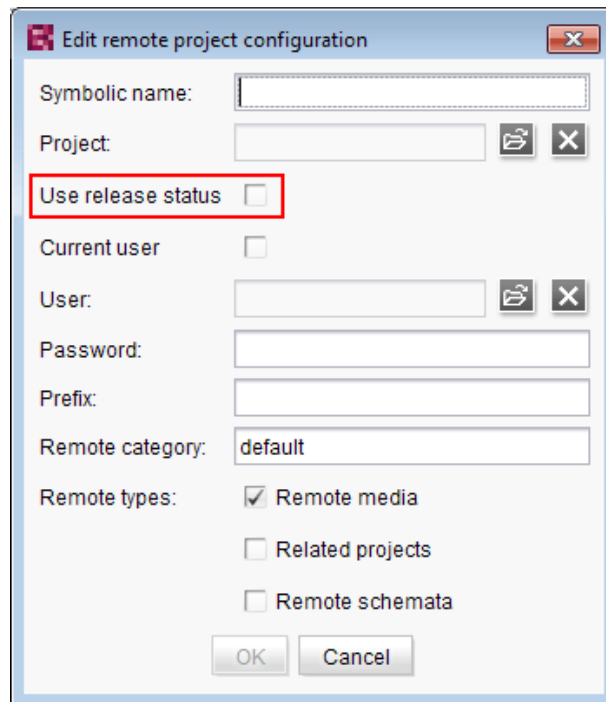 Edit remote project configuration
Symbolic name:
Project:
Use release status
Current user
User:
Password:
Prefix:
Remote category: default
Remote types: Remote media
Related projects
Remote schemata
OK Cancel